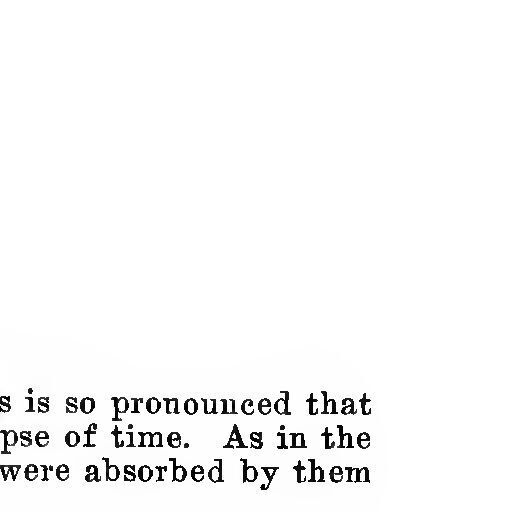 s is so pronounced that
pse of time. As in the
were absorbed by them